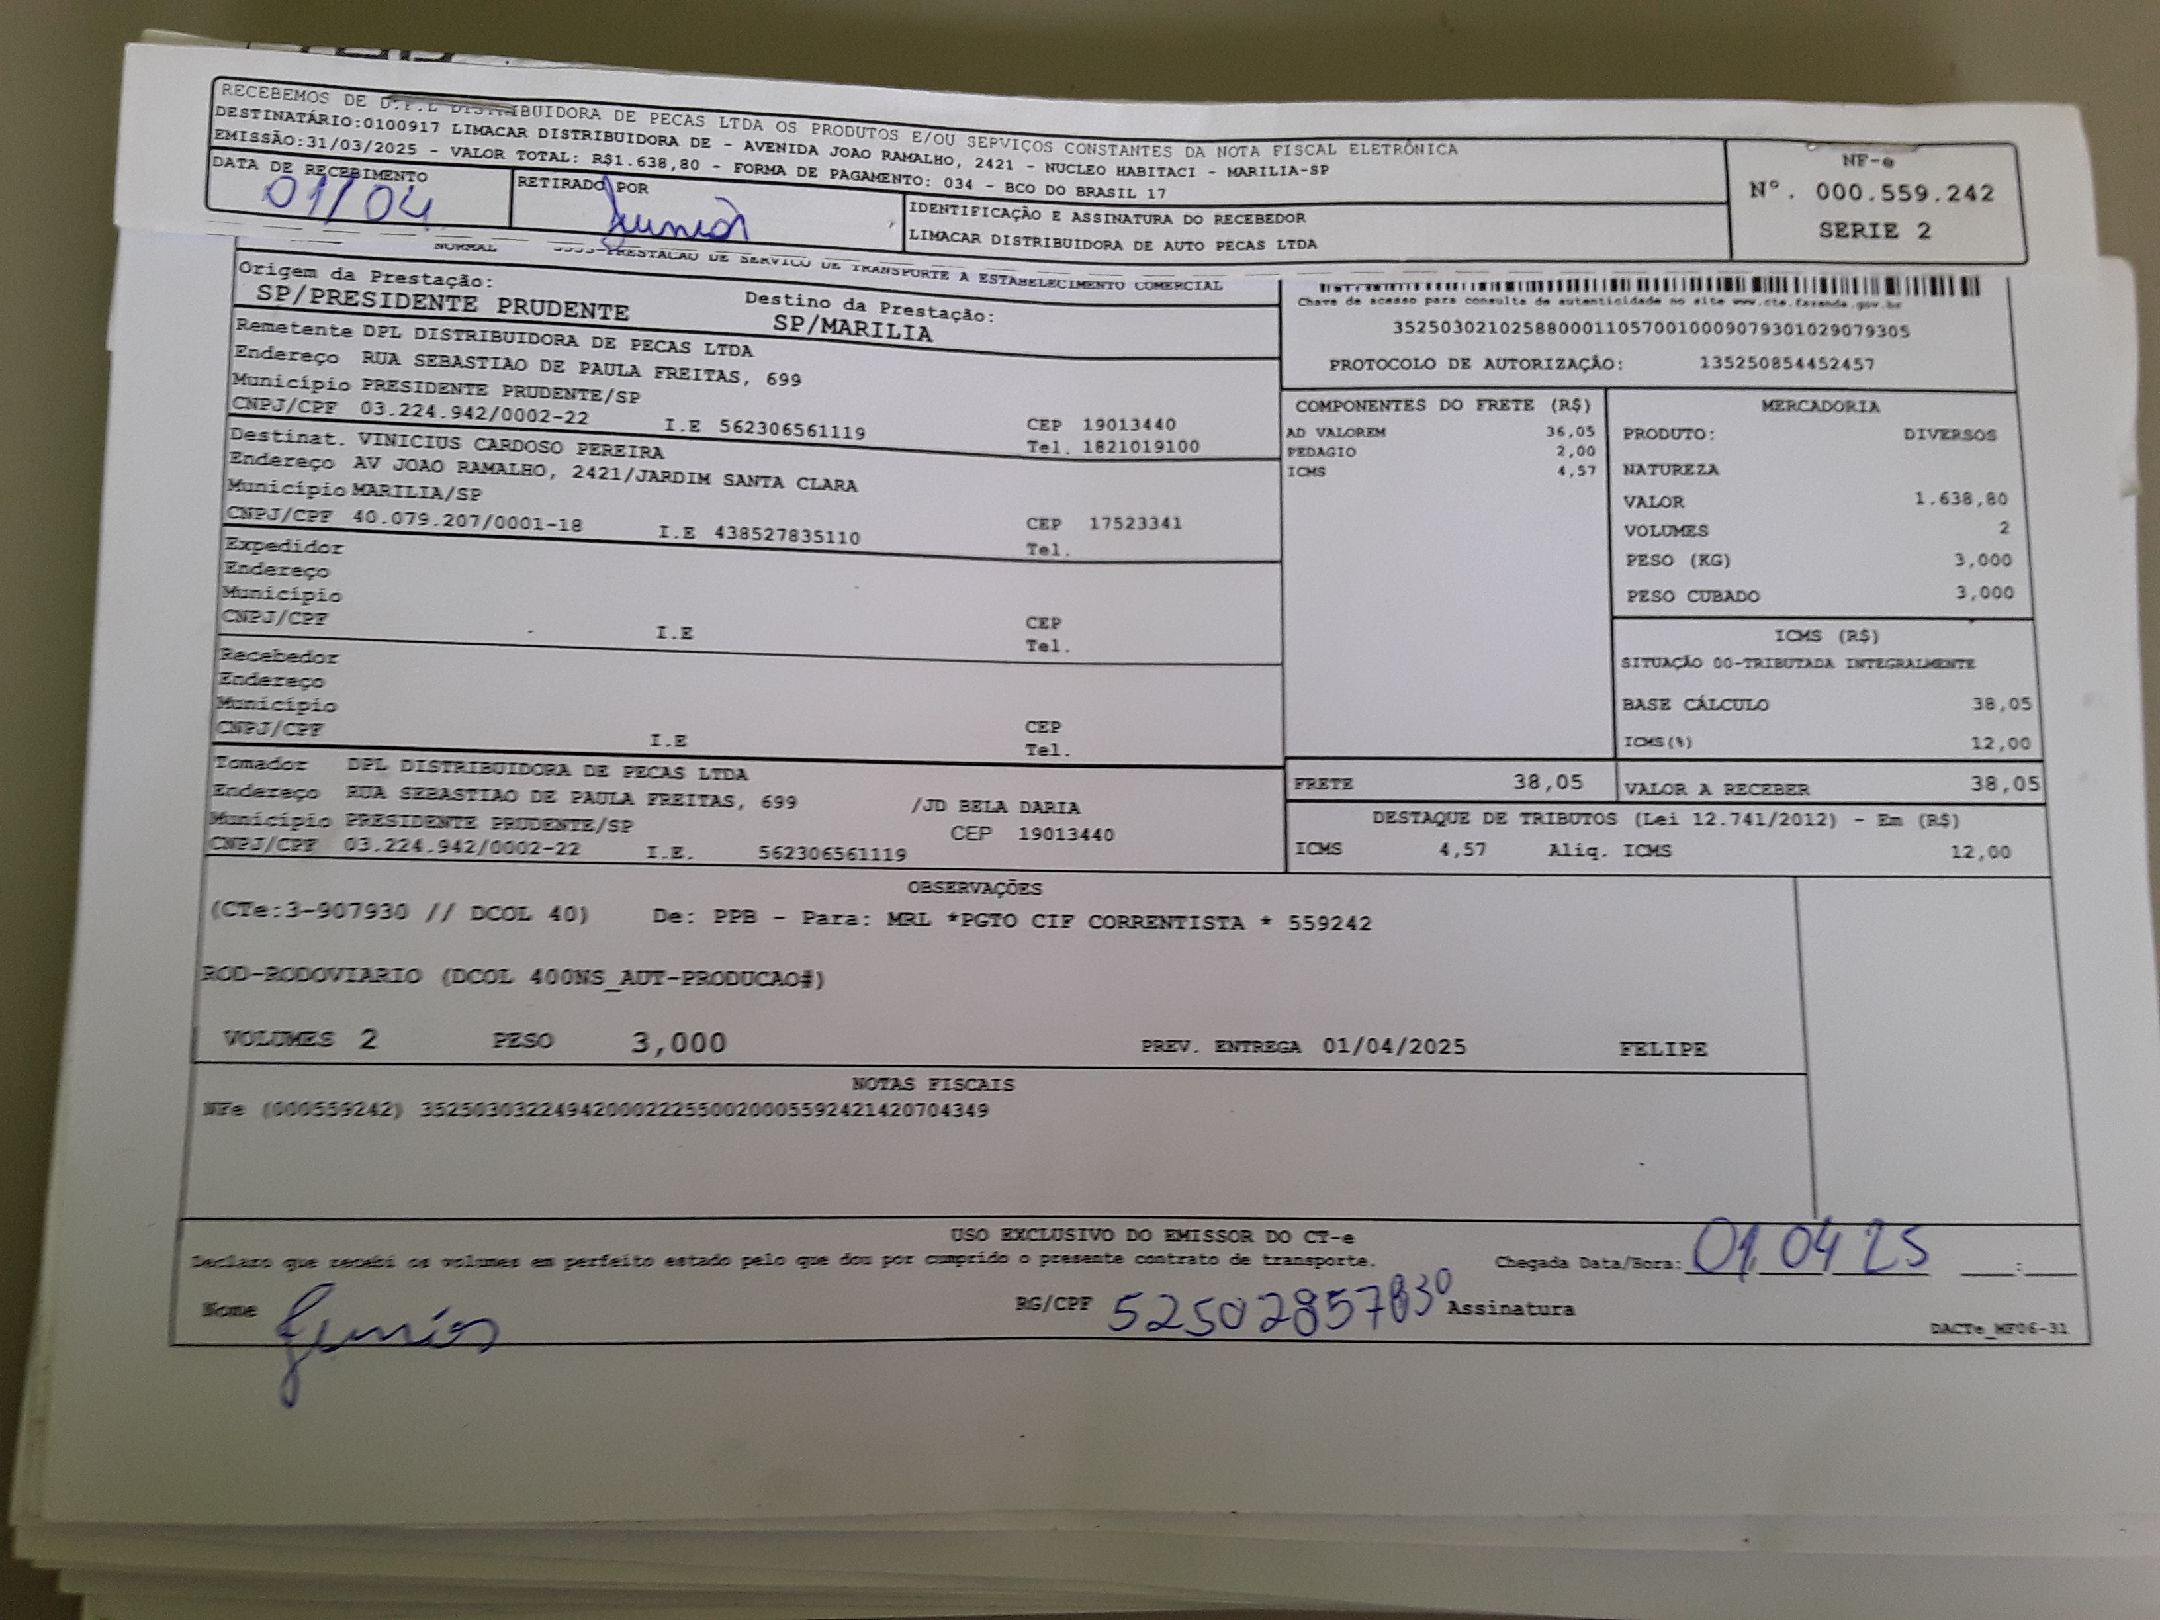 RECEBEMOS DE D.P.L DISTRIBUIDORA DE PECAS LTDA OS PRODUTOS E/OU SERVIÇOS CONSTANTES DA NOTA FISCAL ELETRÔNICA
DESTINATÁRIO:0100917 LIMACAR DISTRIBUIDORA DE - AVENIDA JOAO RAMALHO, 2421 - NUCLEO HABITACI - MARILIA-SP
EMISSÃO:31/03/2025 - VALOR TOTAL: R$1.638,80 - FORMA DE PAGAMENTO: 034 - BCO DO BRASIL 17
NF-e
Nº. 000.559.242
SERIE 2
DATA DE RECEBIMENTO
01/04
RETIRADO POR
Junior
IDENTIFICAÇÃO E ASSINATURA DO RECEBEDOR
LIMACAR DISTRIBUIDORA DE AUTO PECAS LTDA
NORMAL PRESTACAO DE SERVICO DE TRANSPORTE A ESTABELECIMENTO COMERCIAL
Origem da Prestação:
SP/PRESIDENTE PRUDENTE
Destino da Prestação:
SP/MARILIA
Chave de acesso para consulta de autenticidade no site www.cte.fazenda.gov.br
35250302102588000110570010009079301029079305
PROTOCOLO DE AUTORIZAÇÃO: 135250854452457
Remetente DPL DISTRIBUIDORA DE PECAS LTDA
Endereço RUA SEBASTIAO DE PAULA FREITAS, 699
Município PRESIDENTE PRUDENTE/SP
CEP 19013440
CNPJ/CPF 03.224.942/0002-22 I.E 562306561119
Tel. 1821019100
Destinat. VINICIUS CARDOSO PEREIRA
Endereço AV JOAO RAMALHO, 2421/JARDIM SANTA CLARA
Município MARILIA/SP
CEP 17523341
CNPJ/CPF 40.079.207/0001-18 I.E 438527835110
Tel.
Expedidor
Endereço
Município
CEP
CNPJ/CPF I.E
Tel.
Recebedor
Endereço
Município
CEP
CNPJ/CPF I.E
Tel.
Tomador DPL DISTRIBUIDORA DE PECAS LTDA
Endereço RUA SEBASTIAO DE PAULA FREITAS, 699 /JD BELA DARIA
Município PRESIDENTE PRUDENTE/SP CEP 19013440
CNPJ/CPF 03.224.942/0002-22 I.E. 562306561119
COMPONENTES DO FRETE (R$)
AD VALOREM 36,05
PEDAGIO 2,00
ICMS 4,57
MERCADORIA
PRODUTO: DIVERSOS
NATUREZA
VALOR 1.638,80
VOLUMES 2
PESO (KG) 3,000
PESO CUBADO 3,000
ICMS (R$)
SITUAÇÃO 00-TRIBUTADA INTEGRALMENTE
BASE CÁLCULO 38,05
ICMS(%) 12,00
FRETE 38,05
VALOR A RECEBER 38,05
DESTAQUE DE TRIBUTOS (Lei 12.741/2012) - Em (R$)
ICMS 4,57 Aliq. ICMS 12,00
OBSERVAÇÕES
(CTe:3-907930 // DCOL 40) De: PPB - Para: MRL *PGTO CIF CORRENTISTA * 559242
ROD-RODOVIARIO (DCOL 400NS_AUT-PRODUCAO#)
VOLUMES 2 PESO 3,000 PREV. ENTREGA 01/04/2025 FELIPE
NOTAS FISCAIS
NFe (000559242) 35250303224942000222550020005592421420704349
USO EXCLUSIVO DO EMISSOR DO CT-e
Declaro que recebi os volumes em perfeito estado pelo que dou por cumprido o presente contrato de transporte.
Chegada Data/Hora: 01 04 25 __:__
Nome Junior RG/CPF 52502857830 Assinatura
DACTe_MF06-31